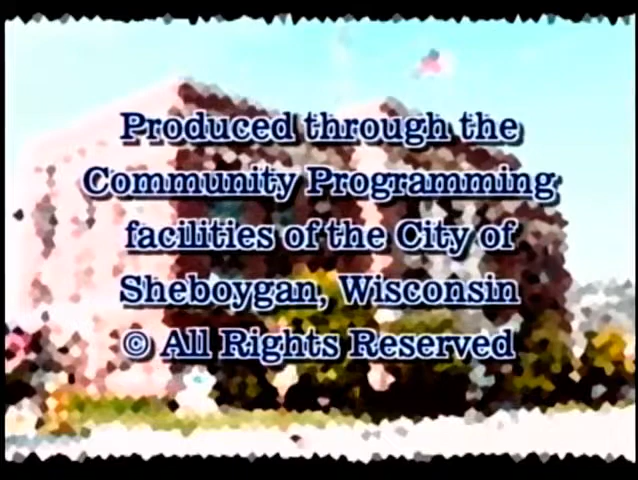 Produced through the
Community Programming
facilities of the City of
Sheboygan, Wisconsin
© All Rights Reserved